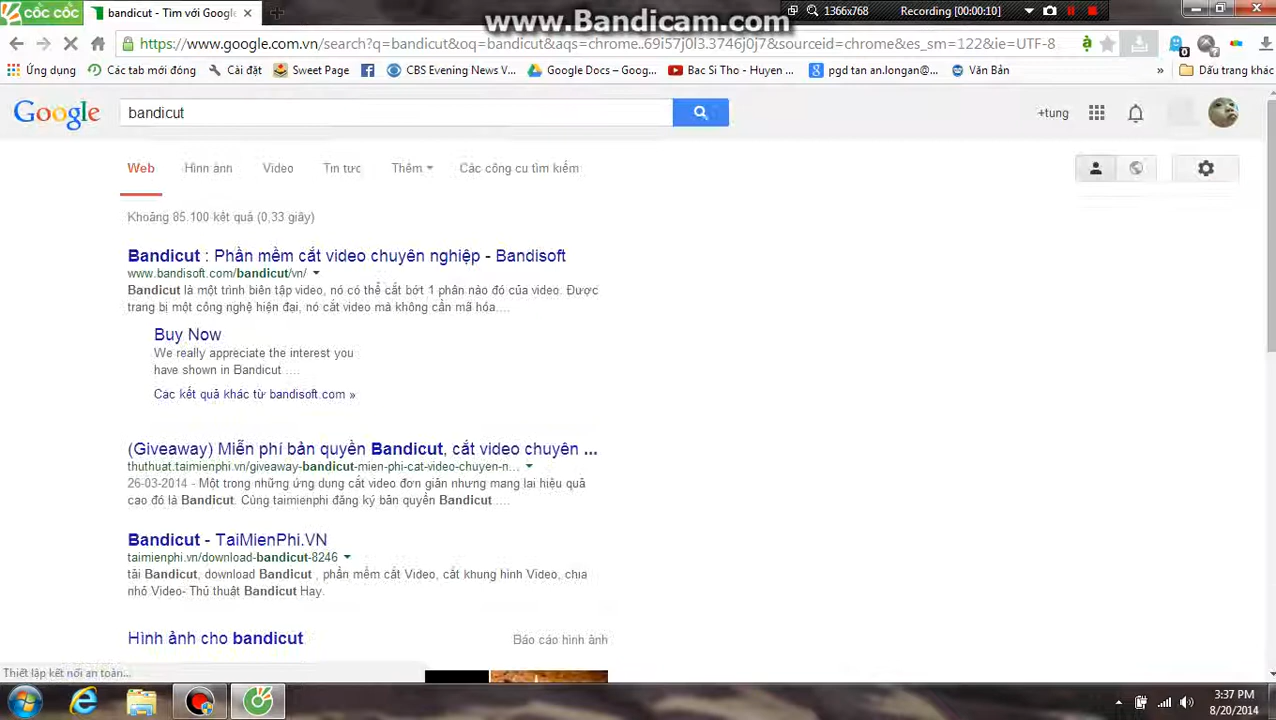 www.Bandicam.com
1366x768
Recording [00:00:10]
CỐC CỐC
bandicut - Tìm với Google
https://www.google.com.vn/search?q=bandicut&oq=bandicut&aqs=chrome..69i57j0l3.3746j0j7&sourceid=chrome&es_sm=122&ie=UTF-8
Ứng dụng
Các tab mới đóng
Cài đặt
Sweet Page
CBS Evening News V...
Google Docs – Goog...
Bac Si Tho - Huyen ...
pgd tan an.longan@...
Văn Bản
»
Dấu trang khác
Google
bandicut
+tung
Web
Hình ảnh
Video
Tin tức
Thêm
Các công cụ tìm kiếm
Khoảng 85.100 kết quả (0,33 giây)
Bandicut : Phần mềm cắt video chuyên nghiệp - Bandisoft
www.bandisoft.com/bandicut/vn/
Bandicut là một trình biên tập video, nó có thể cắt bớt 1 phần nào đó của video. Được
trang bị một công nghệ hiện đại, nó cắt video mà không cần mã hóa....
Buy Now
We really appreciate the interest you
have shown in Bandicut ....
Các kết quả khác từ bandisoft.com »
(Giveaway) Miễn phí bản quyền Bandicut, cắt video chuyên ...
thuthuat.taimienphi.vn/giveaway-bandicut-mien-phi-cat-video-chuyen-n...
26-03-2014 - Một trong những ứng dụng cắt video đơn giản nhưng mang lại hiệu quả
cao đó là Bandicut. Cùng taimienphi đăng ký bản quyền Bandicut ....
Bandicut - TaiMienPhi.VN
taimienphi.vn/download-bandicut-8246
tải Bandicut, download Bandicut , phần mềm cắt Video, cắt khung hình Video, chia
nhỏ Video- Thủ thuật Bandicut Hay.
Hình ảnh cho bandicut
Báo cáo hình ảnh
Thiết lập kết nối an toàn...
3:37 PM
8/20/2014